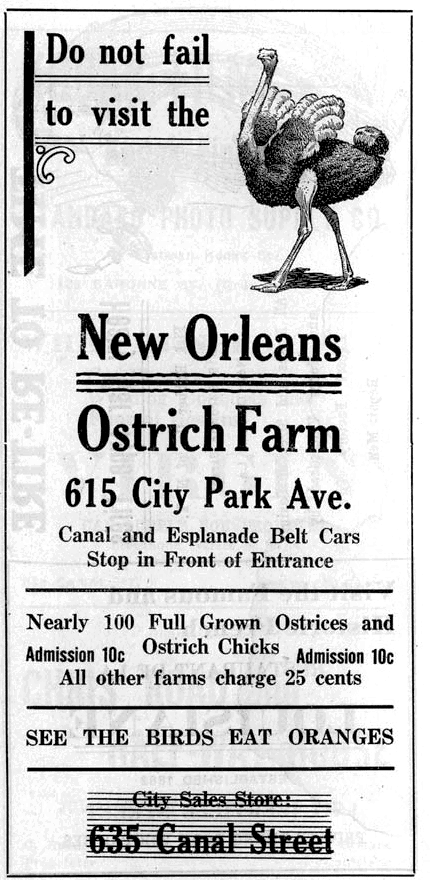 Do not fail
to visit the
New Orleans
Ostrich Farm
615 City Park Ave.
Canal and Esplanade Belt Cars
Stop in Front of Entrance
Nearly 100 Full Grown Ostrices and
Admission 10c Ostrich Chicks Admission 10c
All other farms charge 25 cents
SEE THE BIRDS EAT ORANGES
City Sales Store:
635 Canal Street